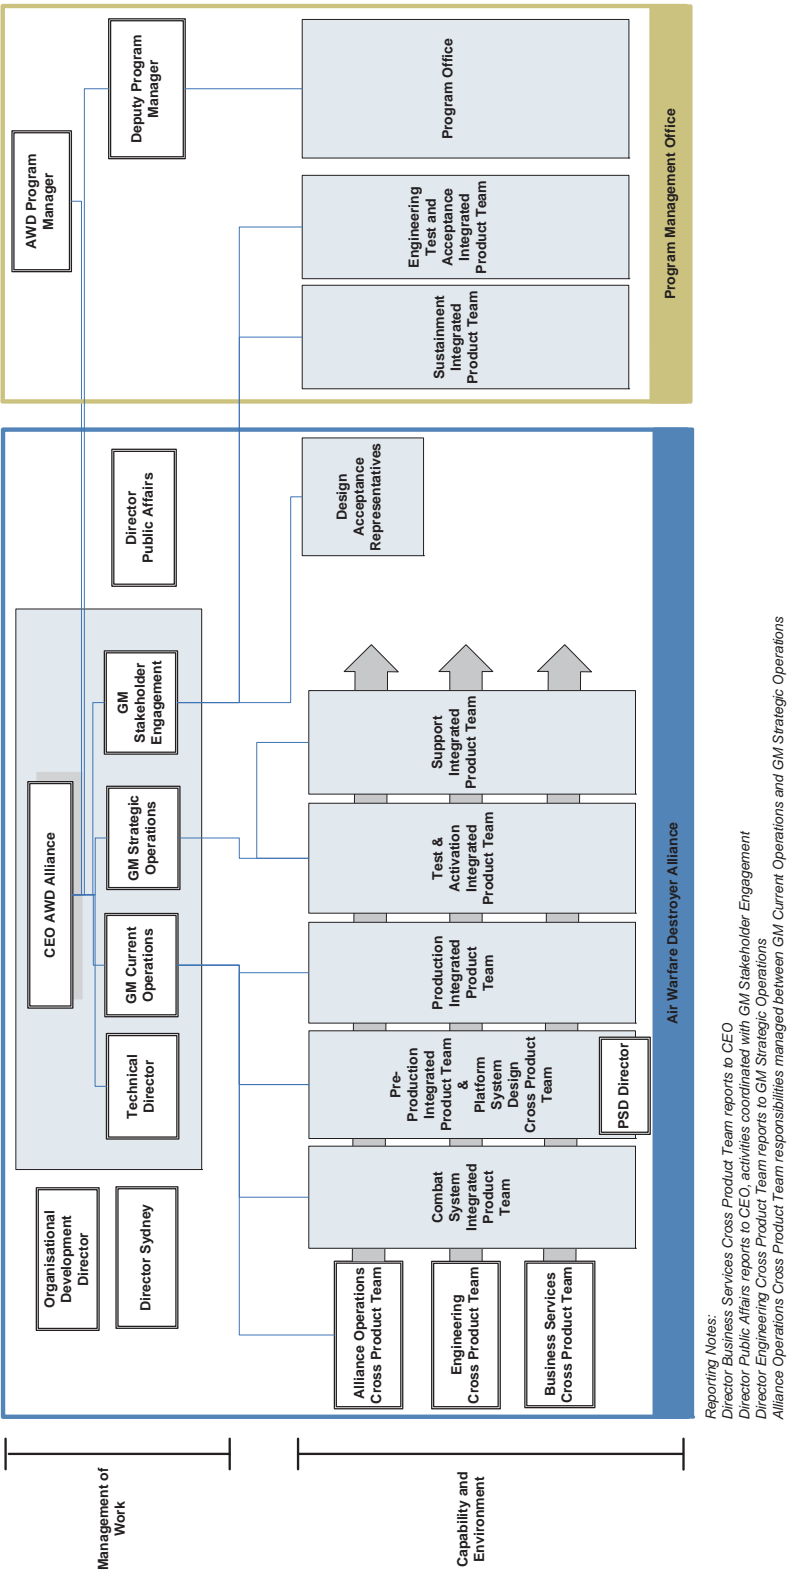 Management of
Work
Capability and
Environment
Organisational
Development
Director
Director Sydney
CEO AWD Alliance
Technical
Director
GM Current
Operations
GM Strategic
Operations
GM
Stakeholder
Engagement
Director
Public Affairs
AWD Program
Manager
Deputy Program
Manager
Alliance Operations
Cross Product Team
Engineering
Cross Product Team
Business Services
Cross Product Team
Combat
System
Integrated
Product
Team
Pre-
Production
Integrated
Product Team
&
Platform
System
Design
Cross Product
Team
PSD Director
Production
Integrated
Product
Team
Test &
Activation
Integrated
Product Team
Support
Integrated
Product Team
Design
Acceptance
Representatives
Sustainment
Integrated
Product Team
Engineering
Test and
Acceptance
Integrated
Product Team
Program Office
Air Warfare Destroyer Alliance
Program Management Office
Reporting Notes:
Director Business Services Cross Product Team reports to CEO
Director Public Affairs reports to CEO, activities coordinated with GM Stakeholder Engagement
Director Engineering Cross Product Team reports to GM Strategic Operations
Alliance Operations Cross Product Team responsibilities managed between GM Current Operations and GM Strategic Operations